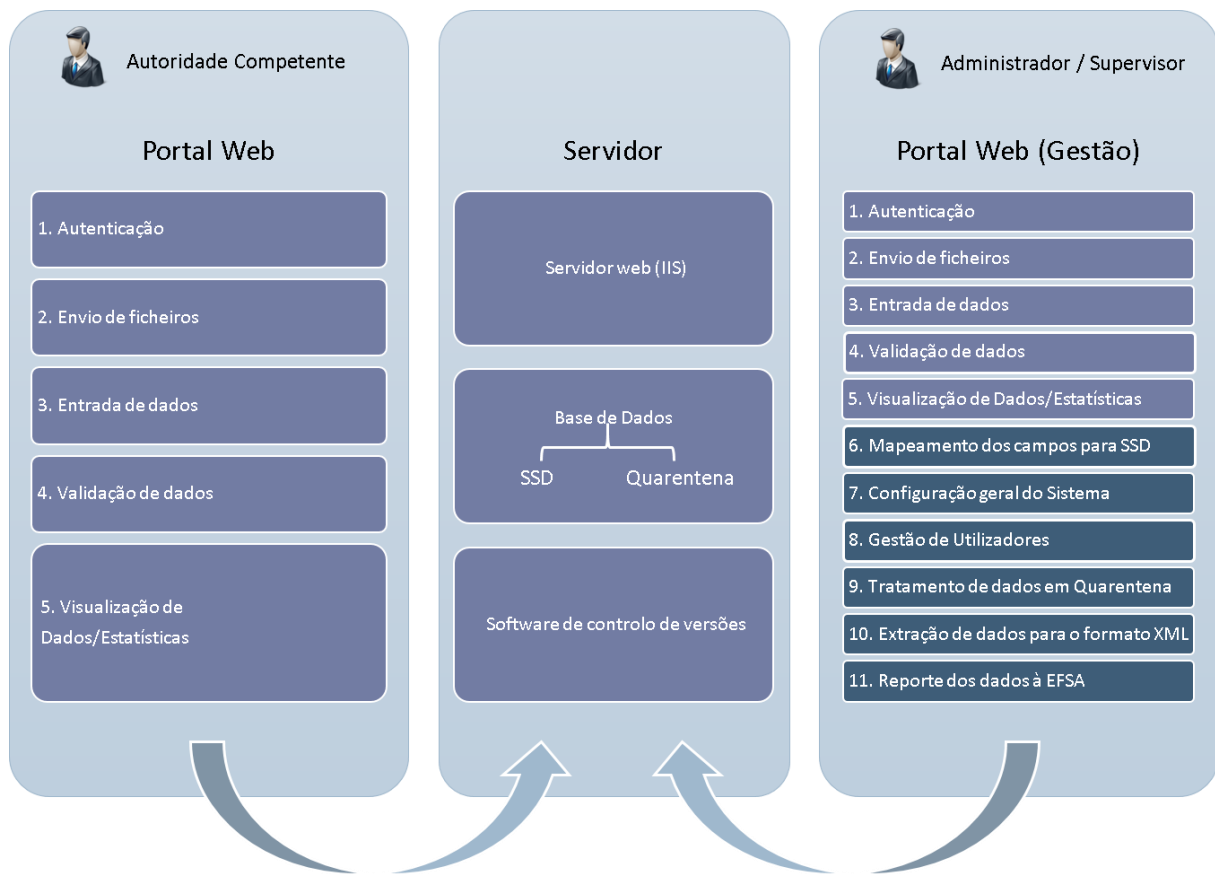 Autoridade Competente
Portal Web
1. Autenticação
2. Envio de ficheiros
3. Entrada de dados
4. Validação de dados
5. Visualização de
Dados/Estatísticas
Servidor
Servidor web (IIS)
Base de Dados
SSD
Quarentena
Software de controlo de versões
Administrador / Supervisor
Portal Web (Gestão)
1. Autenticação
2. Envio de ficheiros
3. Entrada de dados
4. Validação de dados
5. Visualização de Dados/Estatísticas
6. Mapeamento dos campos para SSD
7. Configuração geral do Sistema
8. Gestão de Utilizadores
9. Tratamento de dados em Quarentena
10. Extração de dados para o formato XML
11. Reporte dos dados à EFSA